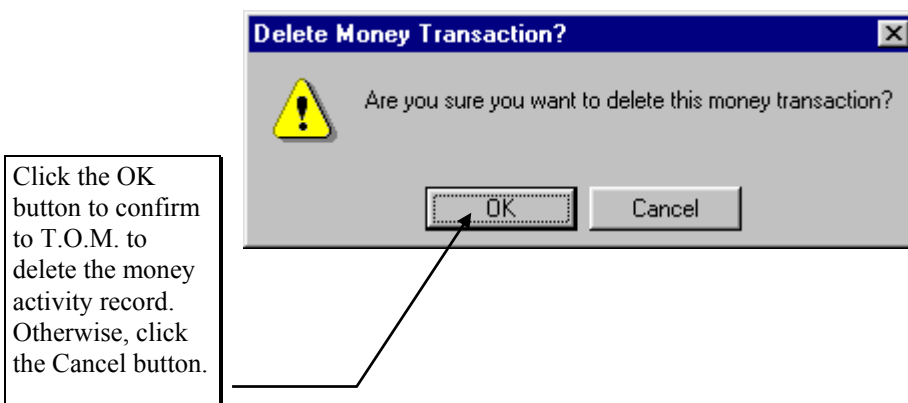 Delete Money Transaction?
Are you sure you want to delete this money transaction?
OK Cancel
Click the OK
button to confirm
to T.O.M. to
delete the money
activity record.
Otherwise, click
the Cancel button.